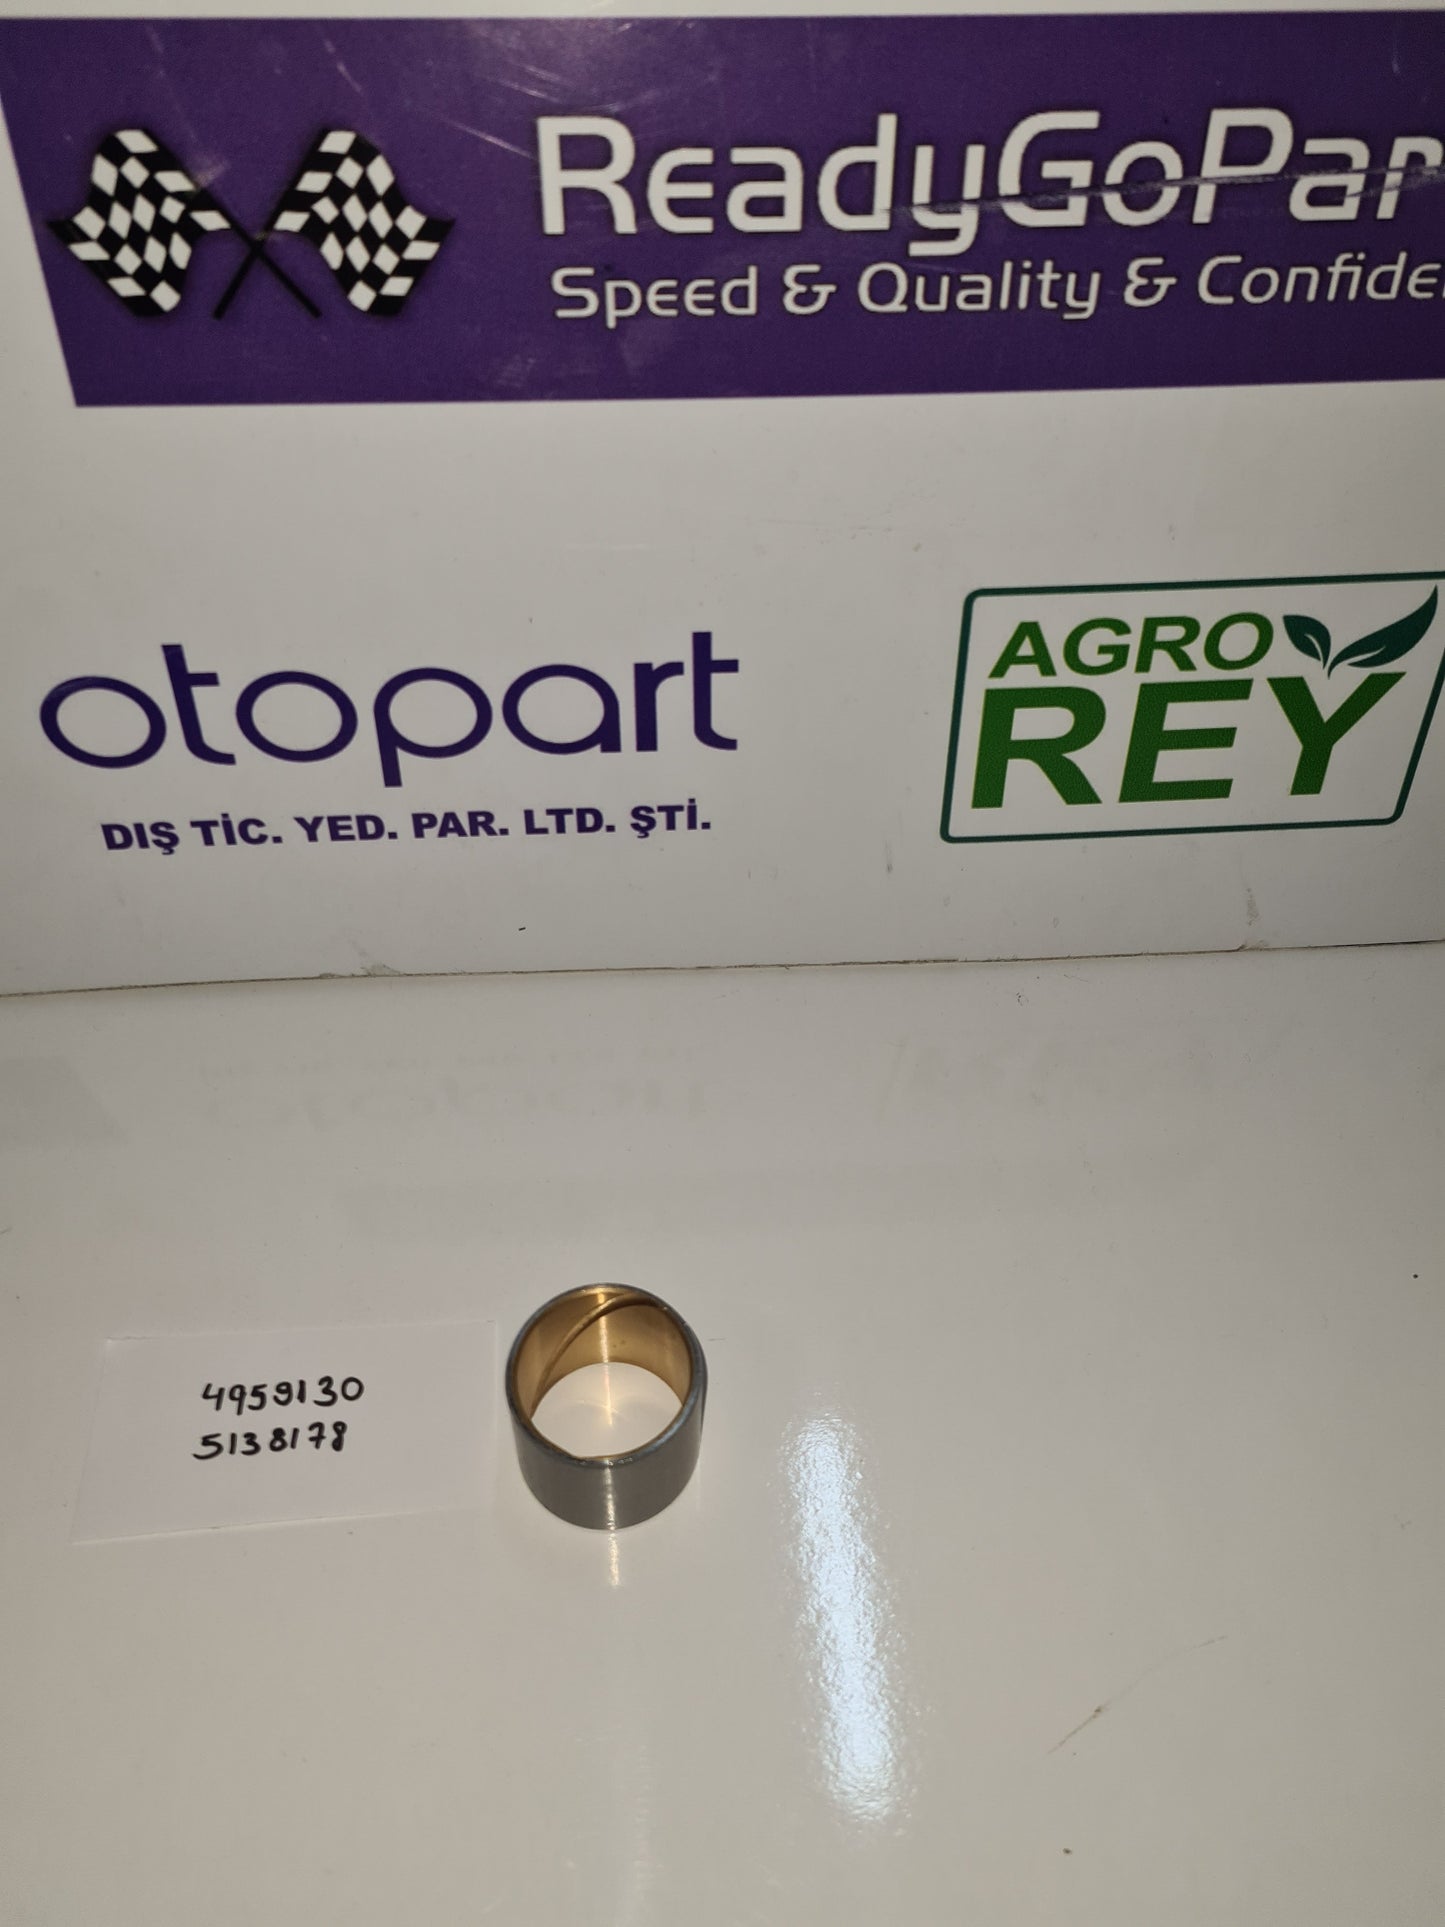 ReadyGoPar
Speed & Quality & Confide
otopart
DIŞ TİC. YED. PAR. LTD. ŞTİ.
AGRO
REY
4959130
5138178